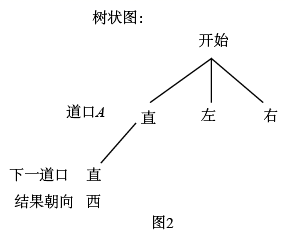 树状图：
开始
道口A 直 左 右
下一道口 直
结果朝向 西
图2